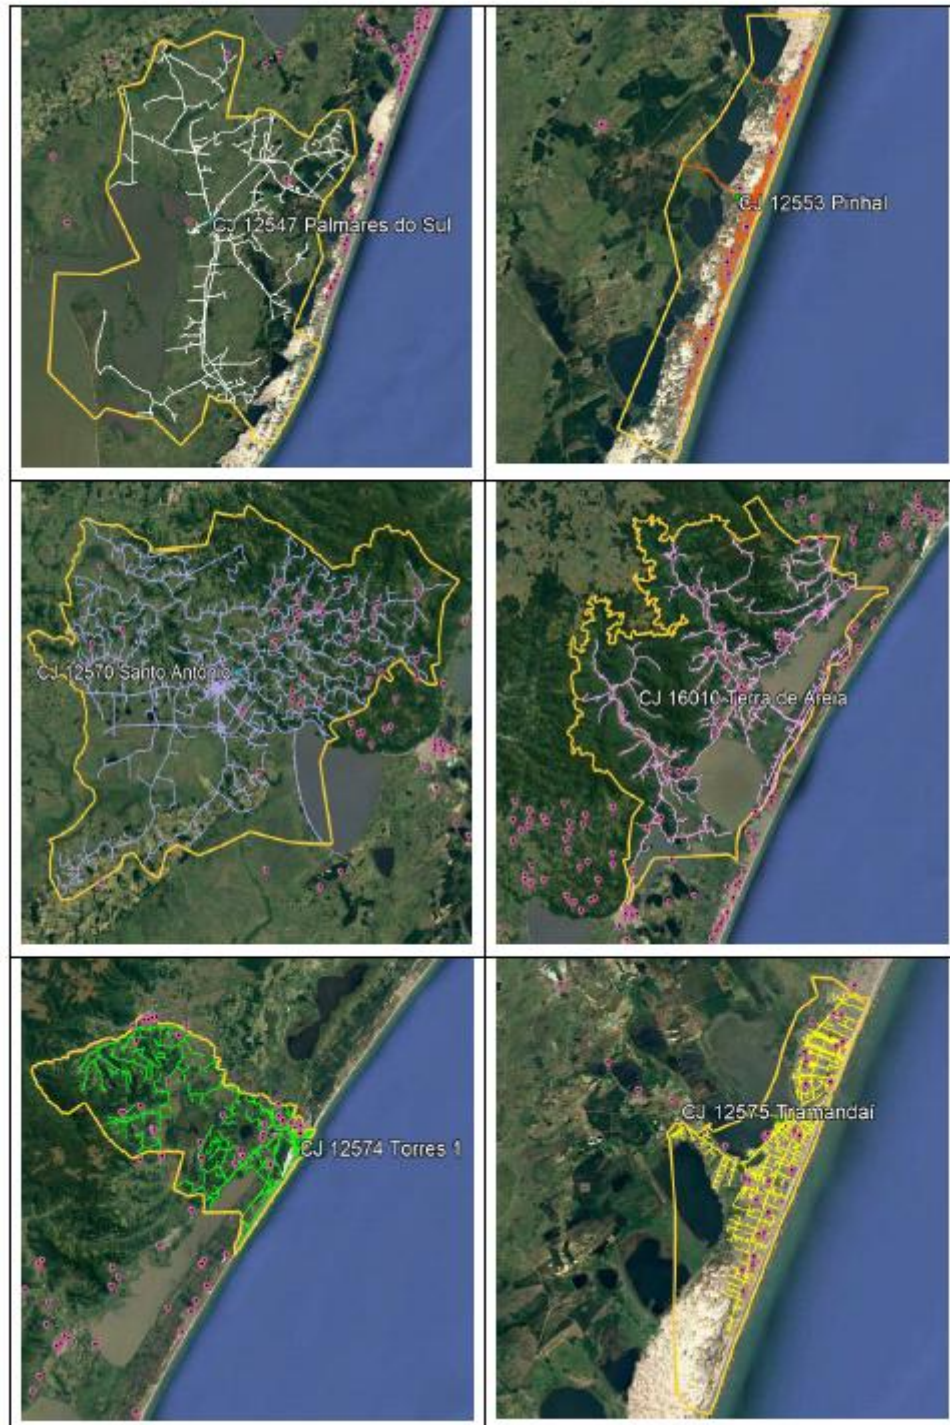 CJ 12547 Palmares do Sul
CJ 12553 Pinhal
CJ 12570 Santo Antônio
CJ 16010 Terra de Areia
CJ 12574 Torres 1
CJ 12575 Tramandaí